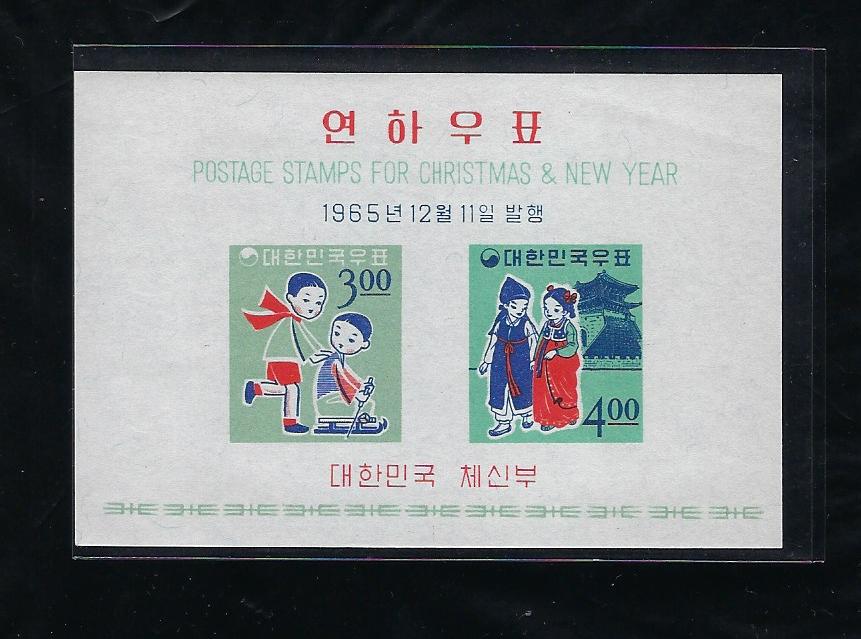 연하우표
POSTAGE STAMPS FOR CHRISTMAS & NEW YEAR
1965년 12월 11일 발행
대한민국우표
3.00
대한민국우표
4.00
대한민국 체신부